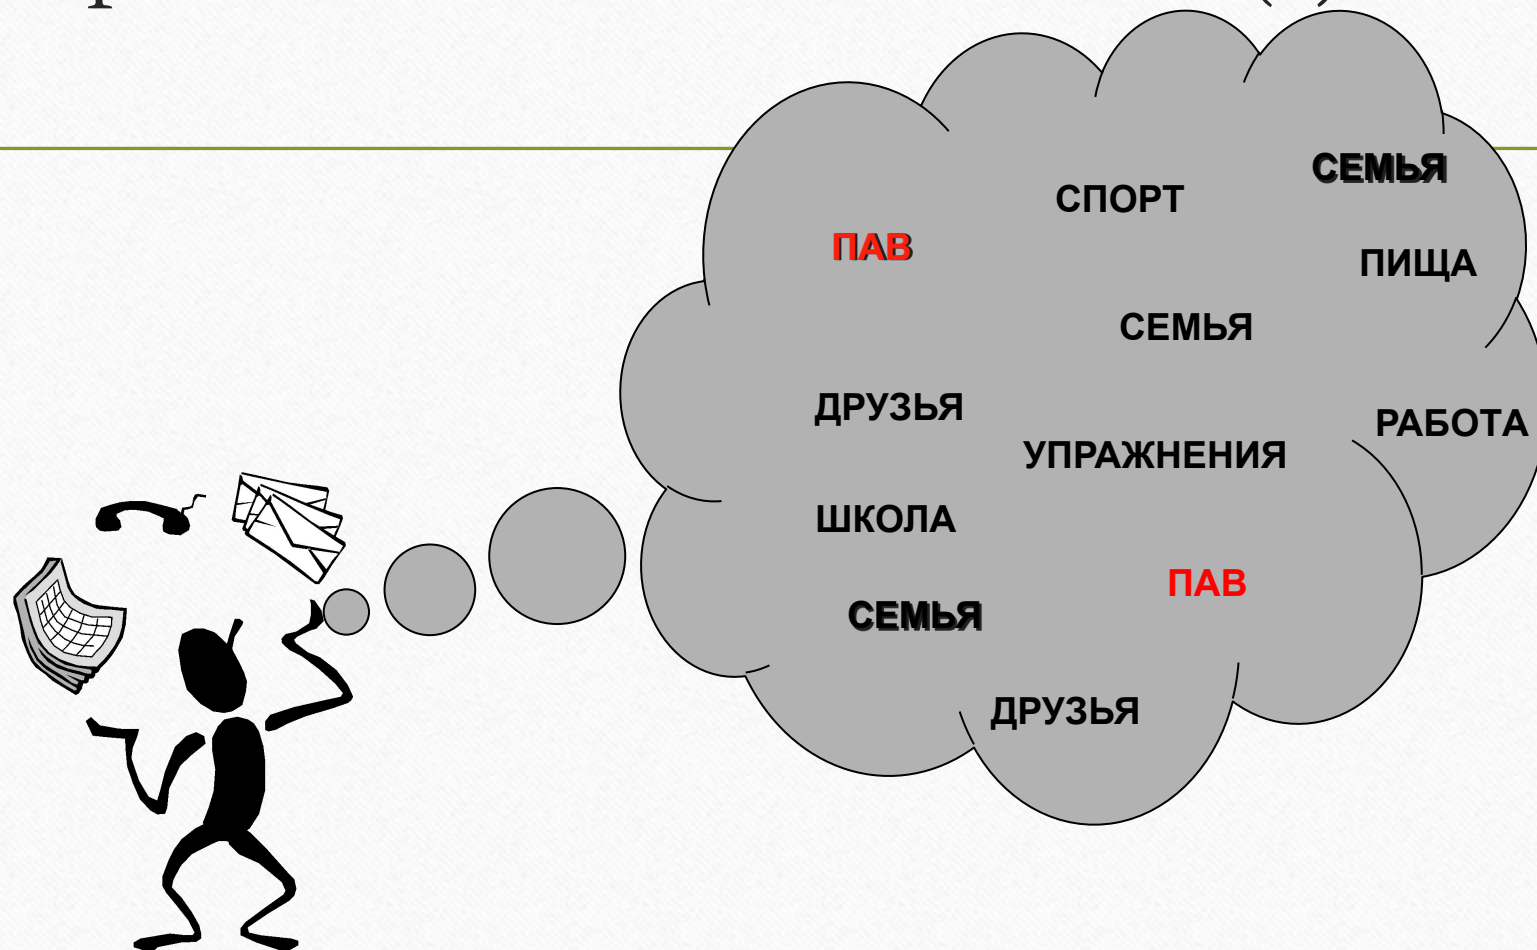 СЕМЬЯ
СПОРТ
ПАВ
ПИЩА
СЕМЬЯ
ДРУЗЬЯ
РАБОТА
УПРАЖНЕНИЯ
ШКОЛА
ПАВ
СЕМЬЯ
ДРУЗЬЯ